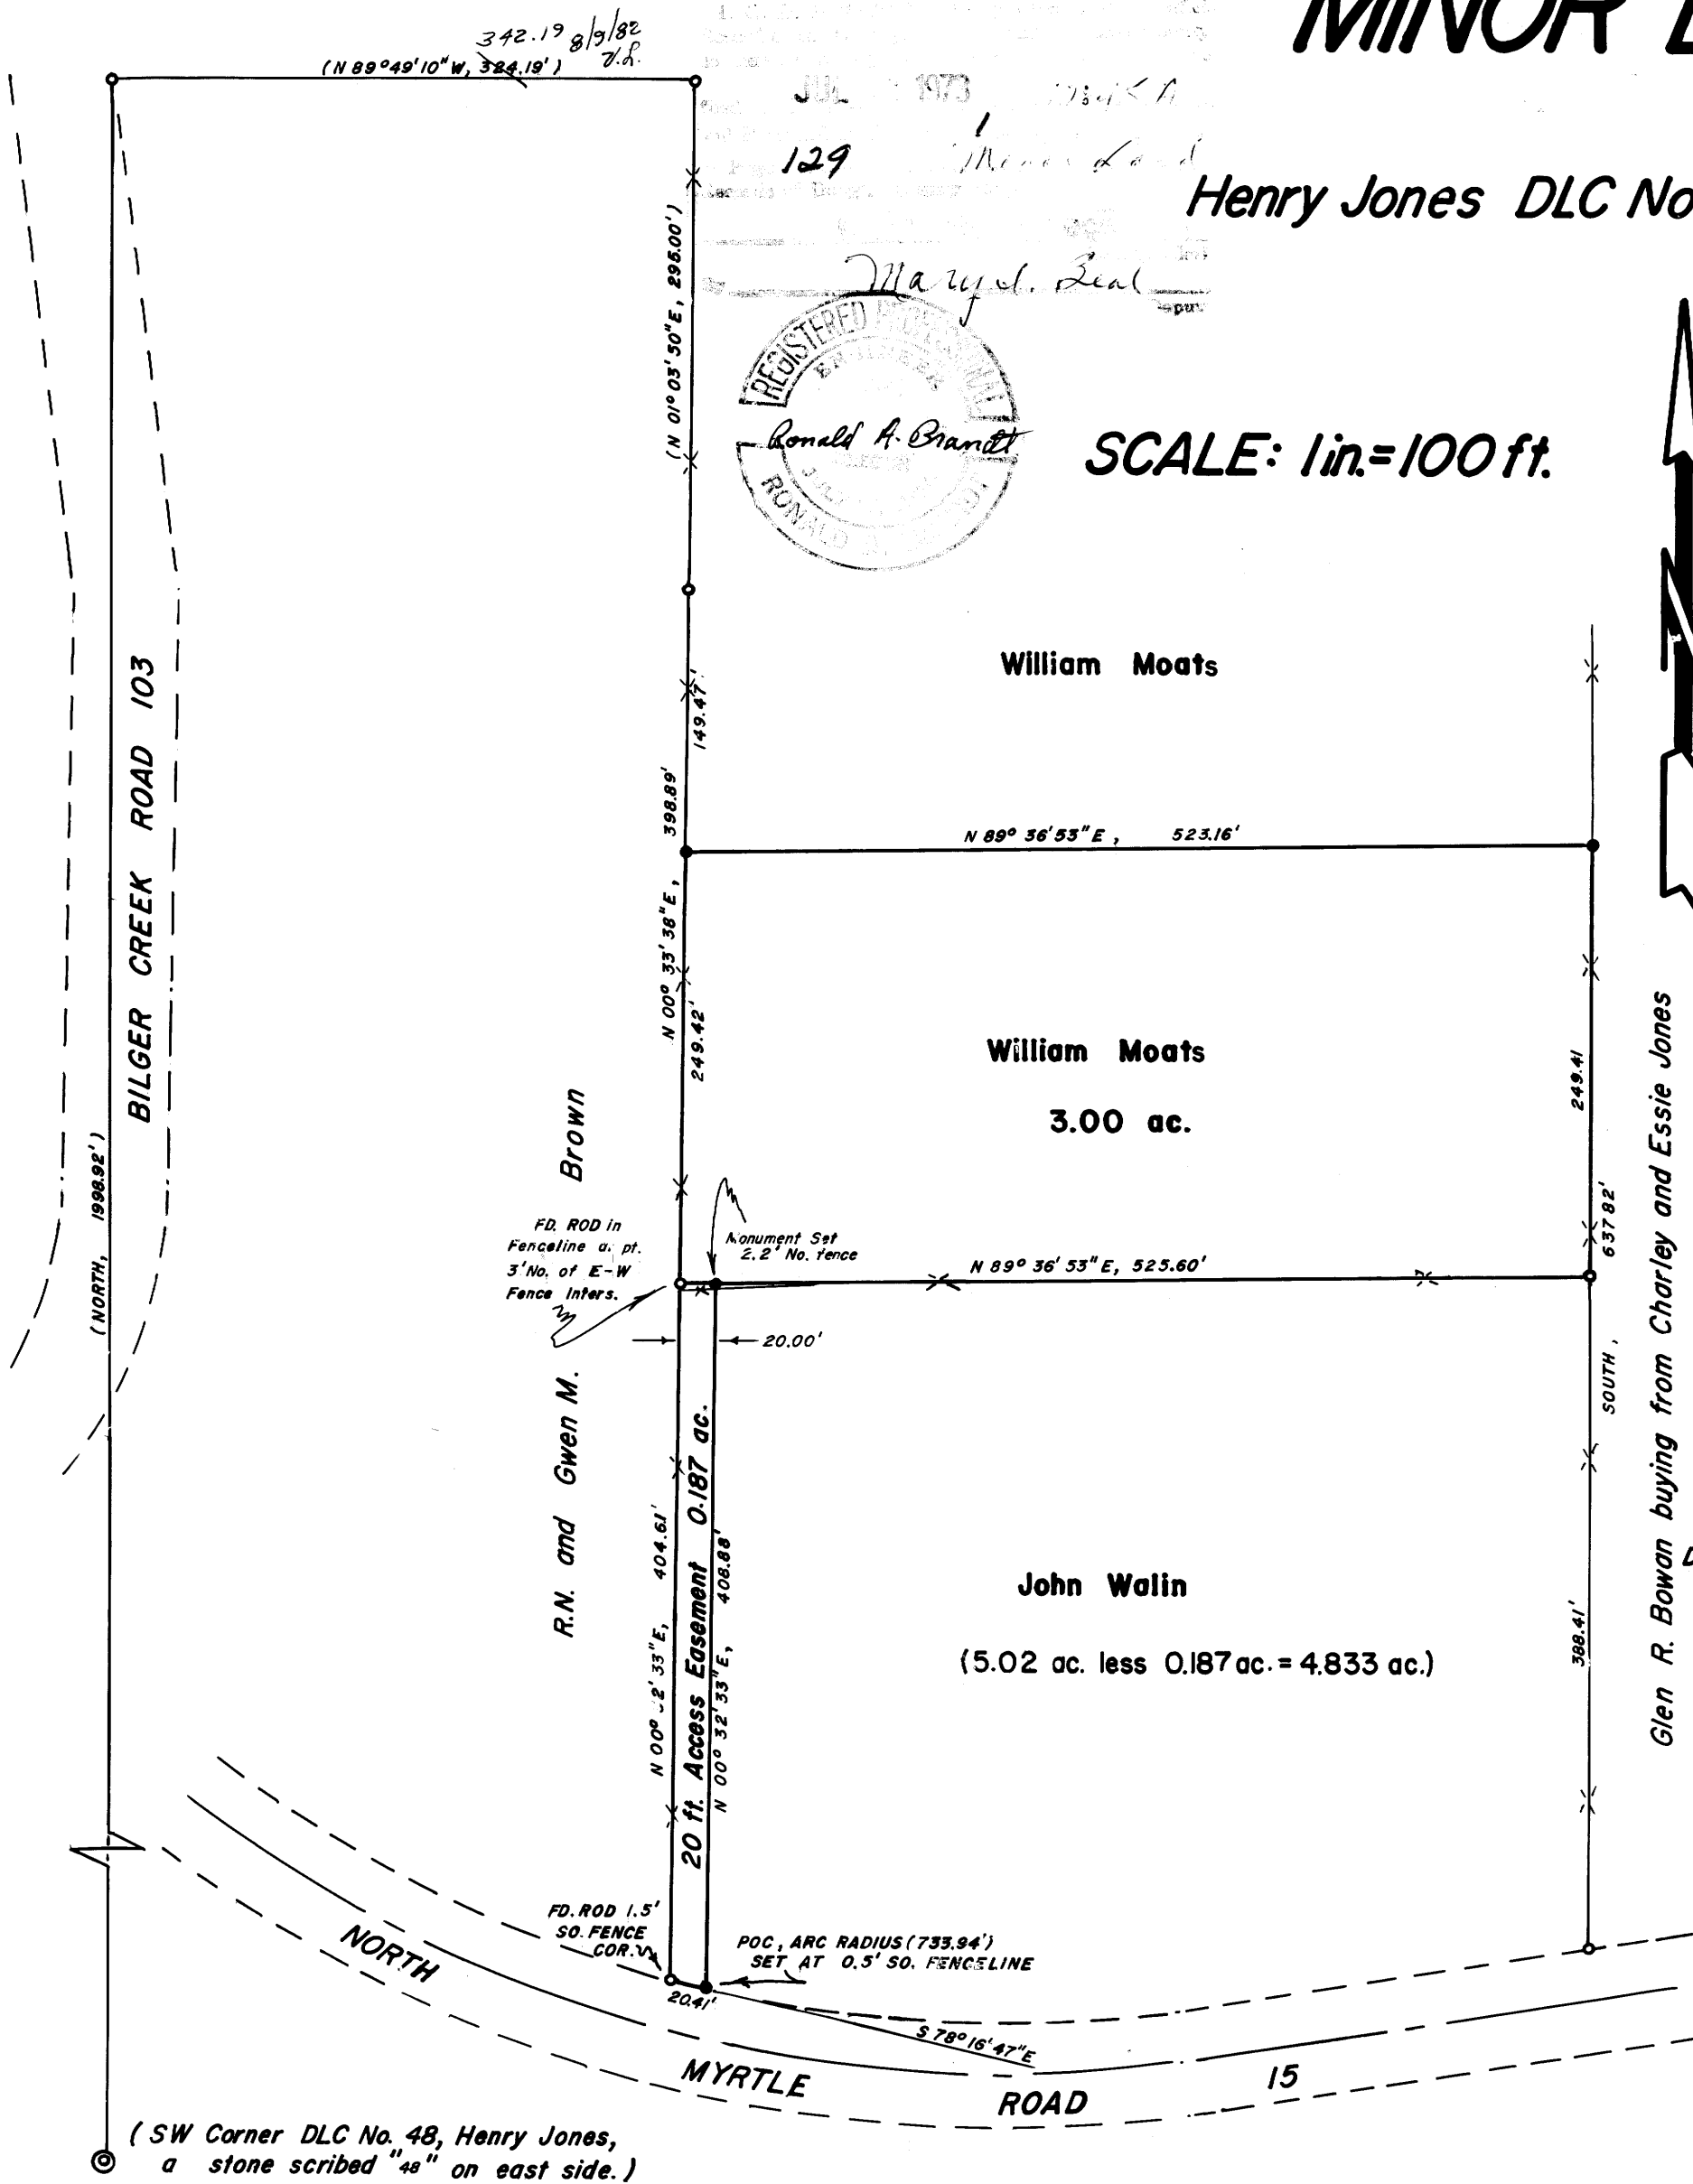 MINOR
342.19 8/9/82
V.L.
(N 89°49'10"W, 324.19')
JUL 1973
129
Henry Jones DLC No
Mary
REGISTERED
ENGINEER
Ronald A. Brandt
RONALD A.
SCALE: 1in.=100 ft.
(N 01° 03' 50"E, 295.00')
William Moats
149.47'
N 00° 33' 38"E, 398.89'
N 89° 36' 53"E, 523.16'
BILGER CREEK ROAD 103
(NORTH, 1998.92')
249.42'
William Moats
3.00 ac.
249.41
637.82'
SOUTH,
Glen R. Bowan buying from Charley and Essie Jones
R.N. and Gwen M. Brown
FD. ROD in
Fenceline a. pt.
3' No. of E-W
Fence Inters.
Monument Set
2.2' No. fence
N 89° 36' 53"E, 525.60'
20.00'
404.61'
20 ft. Access Easement 0.187 ac.
N 00° 32' 33"E, 408.88'
John Walin
(5.02 ac. less 0.187 ac. = 4.833 ac.)
388.41'
FD. ROD 1.5'
SO. FENCE
COR.
POC, ARC RADIUS (733.94')
SET AT 0.5' SO. FENCELINE
20.41'
S 78° 16' 47"E
NORTH MYRTLE ROAD 15
(SW Corner DLC No. 48, Henry Jones,
a stone scribed "48" on east side.)